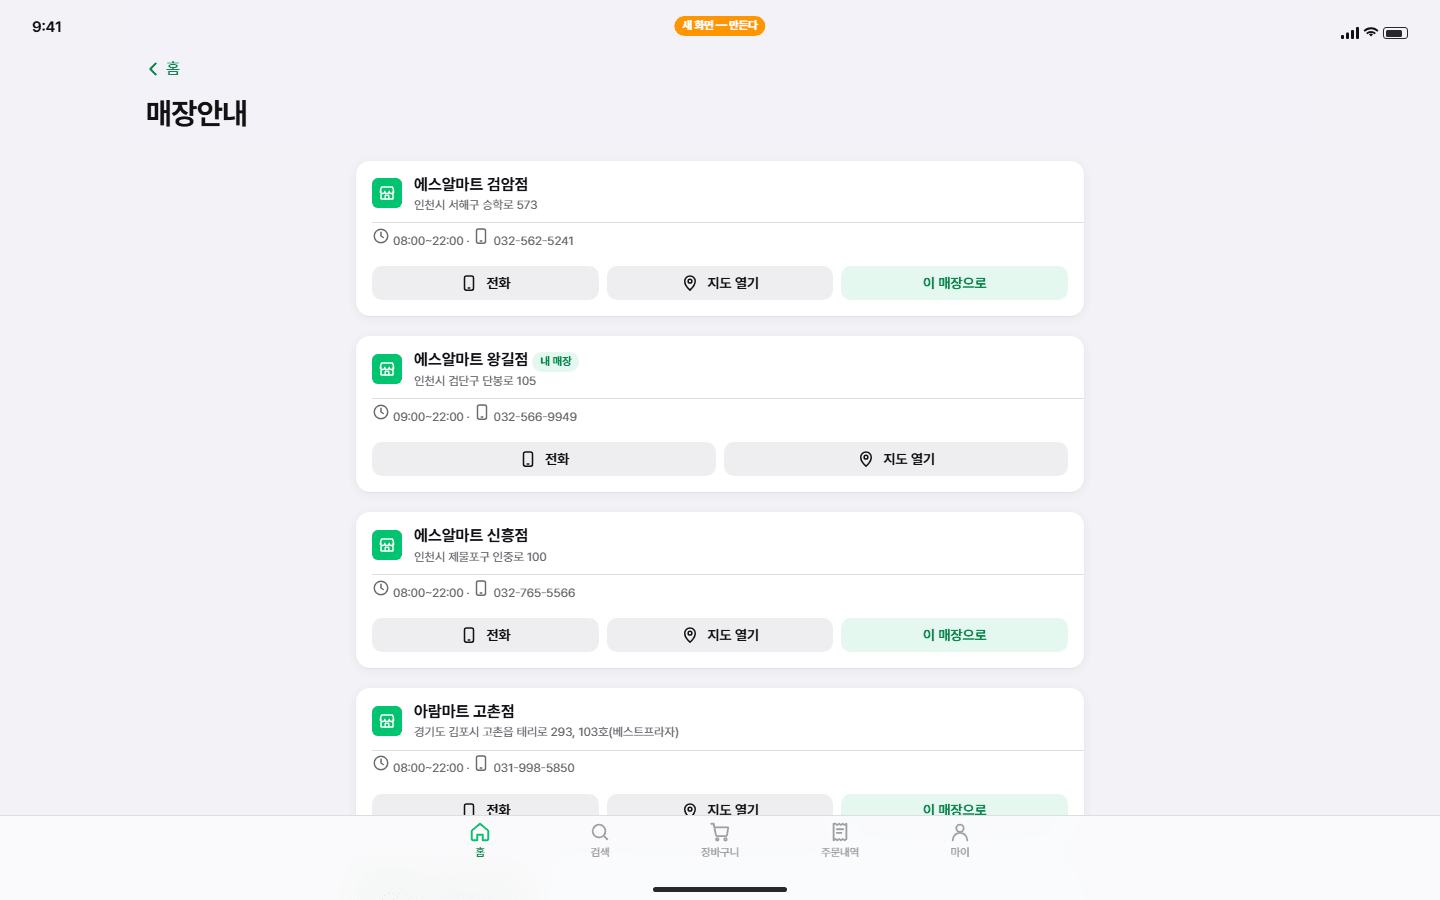 9:41
새 화면 — 만든다
홈
매장안내
에스알마트 검암점
인천시 서해구 승학로 573
08:00~22:00 · 032-562-5241
전화 지도 열기 이 매장으로
에스알마트 왕길점 내 매장
인천시 검단구 단봉로 105
09:00~22:00 · 032-566-9949
전화 지도 열기
에스알마트 신흥점
인천시 제물포구 인중로 100
08:00~22:00 · 032-765-5566
전화 지도 열기 이 매장으로
아람마트 고촌점
경기도 김포시 고촌읍 태리로 293, 103호(베스트프라자)
08:00~22:00 · 031-998-5850
전화 지도 열기 이 매장으로
홈 검색 장바구니 주문내역 마이